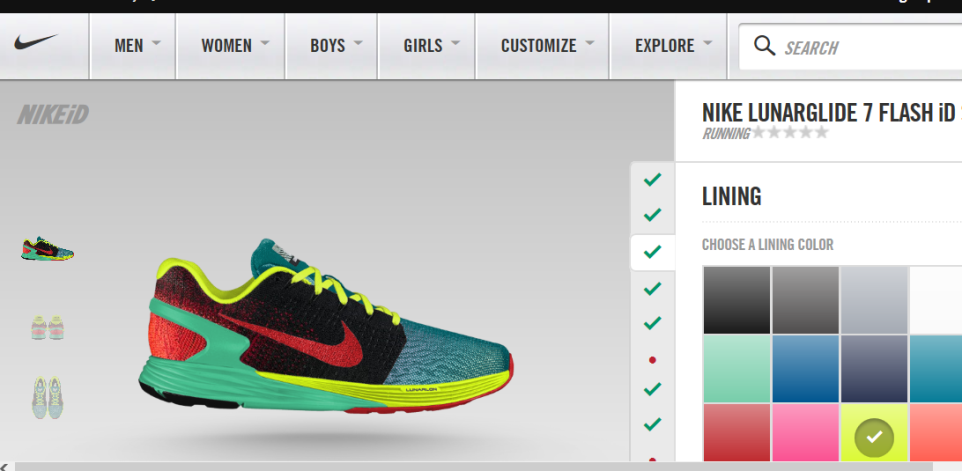 MEN
WOMEN
BOYS
GIRLS
CUSTOMIZE
EXPLORE
SEARCH
NIKEiD
NIKE LUNARGLIDE 7 FLASH iD
RUNNING
LINING
CHOOSE A LINING COLOR
LUNARLON